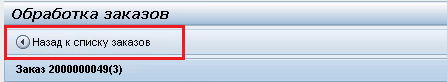 Обработка заказов
Назад к списку заказов
Заказ 2000000049(3)